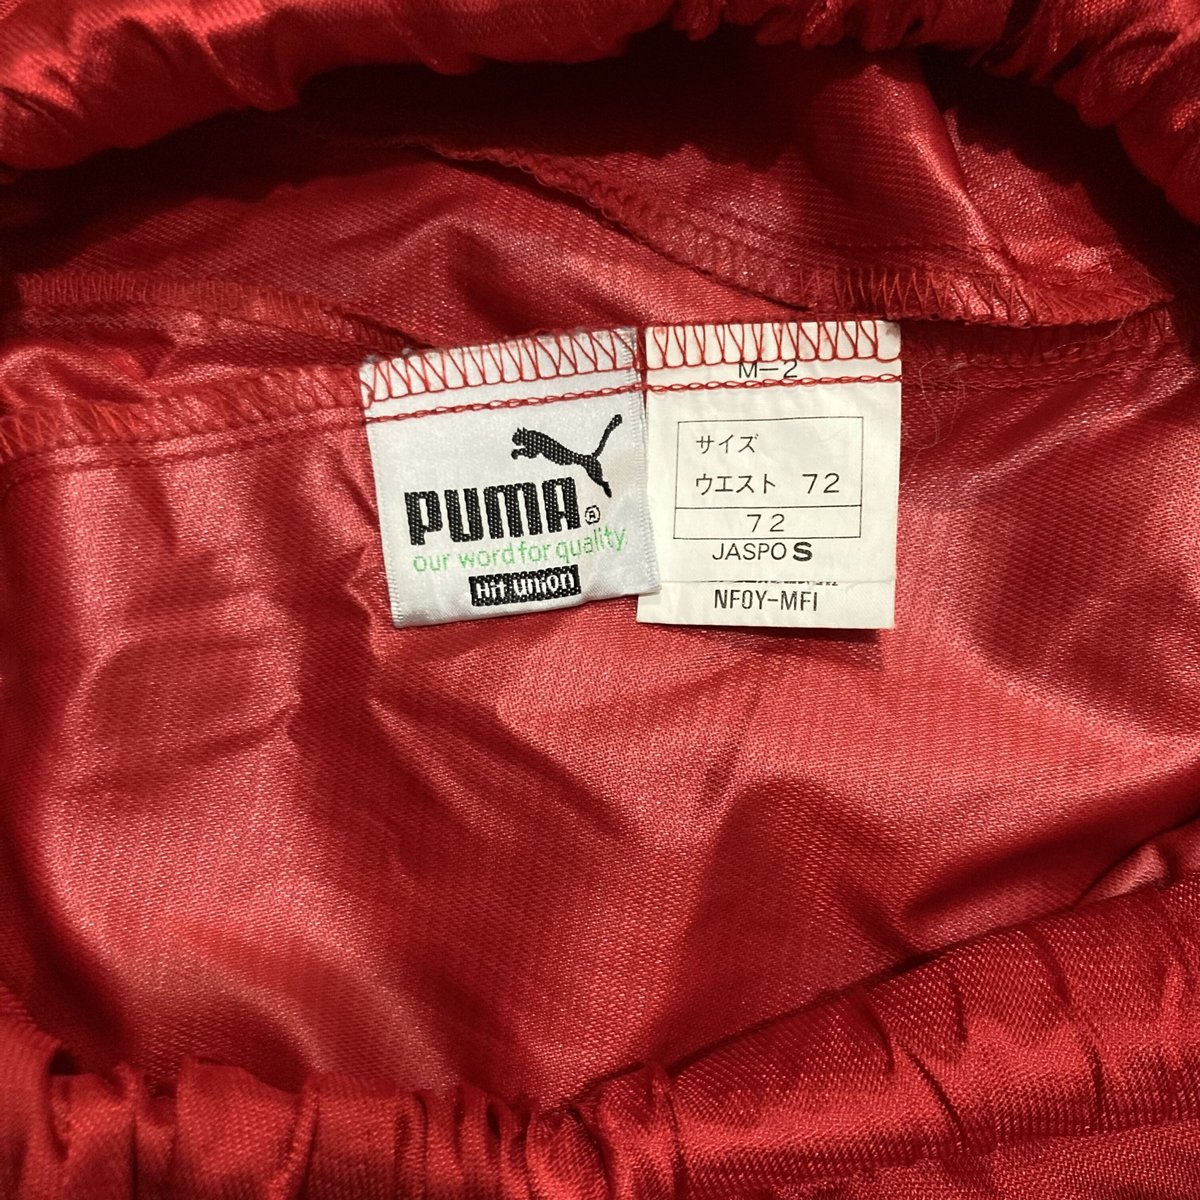 PUMA®
our word for quality
Hit union
M-2
サイズ
ウエスト 72
72
JASPO S
NFOY-MFI